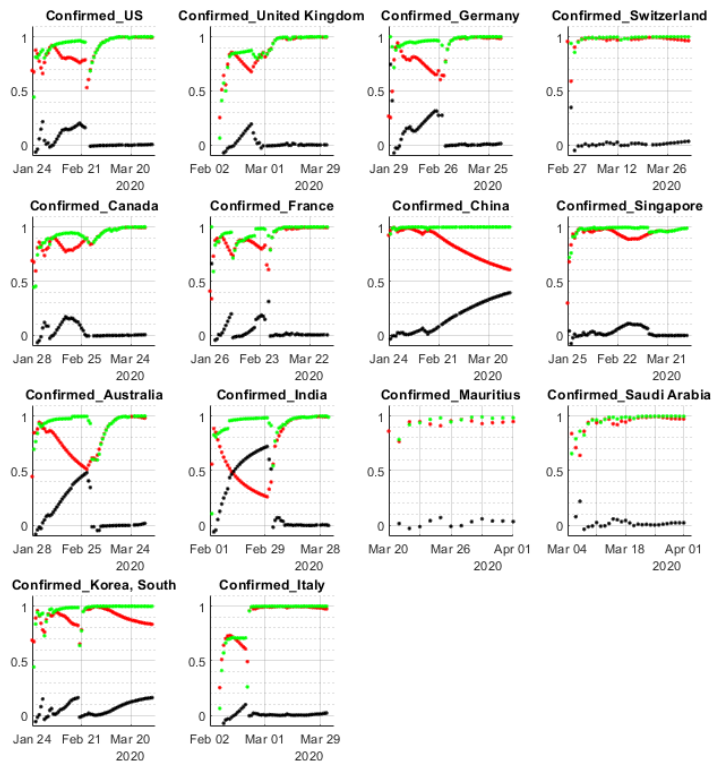 Confirmed_US
1
0.5
0
Jan 24 Feb 21 Mar 20
2020
Confirmed_United Kingdom
1
0.5
0
Feb 02 Mar 01 Mar 29
2020
Confirmed_Germany
1
0.5
0
Jan 29 Feb 26 Mar 25
2020
Confirmed_Switzerland
1
0.5
0
Feb 27 Mar 12 Mar 26
2020
Confirmed_Canada
1
0.5
0
Jan 28 Feb 25 Mar 24
2020
Confirmed_France
1
0.5
0
Jan 26 Feb 23 Mar 22
2020
Confirmed_China
1
0.5
0
Jan 24 Feb 21 Mar 20
2020
Confirmed_Singapore
1
0.5
0
Jan 25 Feb 22 Mar 21
2020
Confirmed_Australia
1
0.5
0
Jan 28 Feb 25 Mar 24
2020
Confirmed_India
1
0.5
0
Feb 01 Feb 29 Mar 28
2020
Confirmed_Mauritius
1
0.5
0
Mar 20 Mar 26 Apr 01
2020
Confirmed_Saudi Arabia
1
0.5
0
Mar 04 Mar 18 Apr 01
2020
Confirmed_Korea, South
1
0.5
0
Jan 24 Feb 21 Mar 20
2020
Confirmed_Italy
1
0.5
0
Feb 02 Mar 01 Mar 29
2020